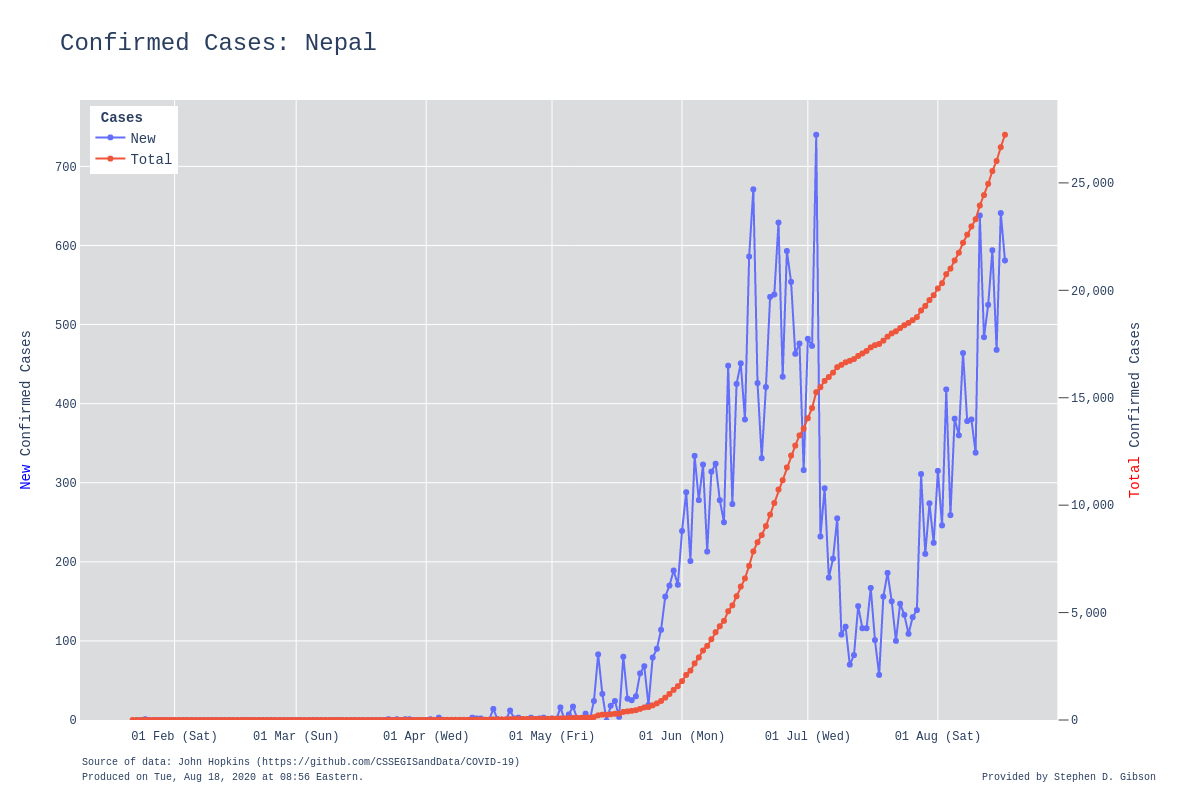 Confirmed Cases: Nepal
Cases
New
Total
700
600
500
400
300
200
100
0
25,000
20,000
15,000
10,000
5,000
0
New Confirmed Cases
Total Confirmed Cases
01 Feb (Sat) 01 Mar (Sun) 01 Apr (Wed) 01 May (Fri) 01 Jun (Mon) 01 Jul (Wed) 01 Aug (Sat)
Source of data: John Hopkins (https://github.com/CSSEGISandData/COVID-19)
Produced on Tue, Aug 18, 2020 at 08:56 Eastern.
Provided by Stephen D. Gibson